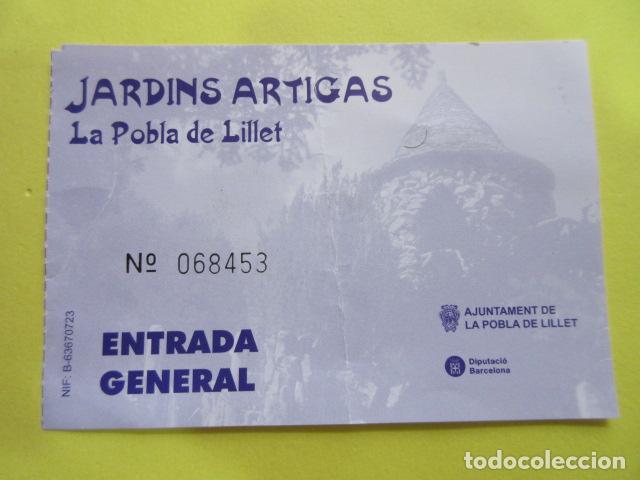 JARDINS ARTIGAS
La Pobla de Lillet
Nº 068453
NIF: B-63670723
ENTRADA
GENERAL
AJUNTAMENT DE
LA POBLA DE LILLET
Diputació
Barcelona
todocoleccion